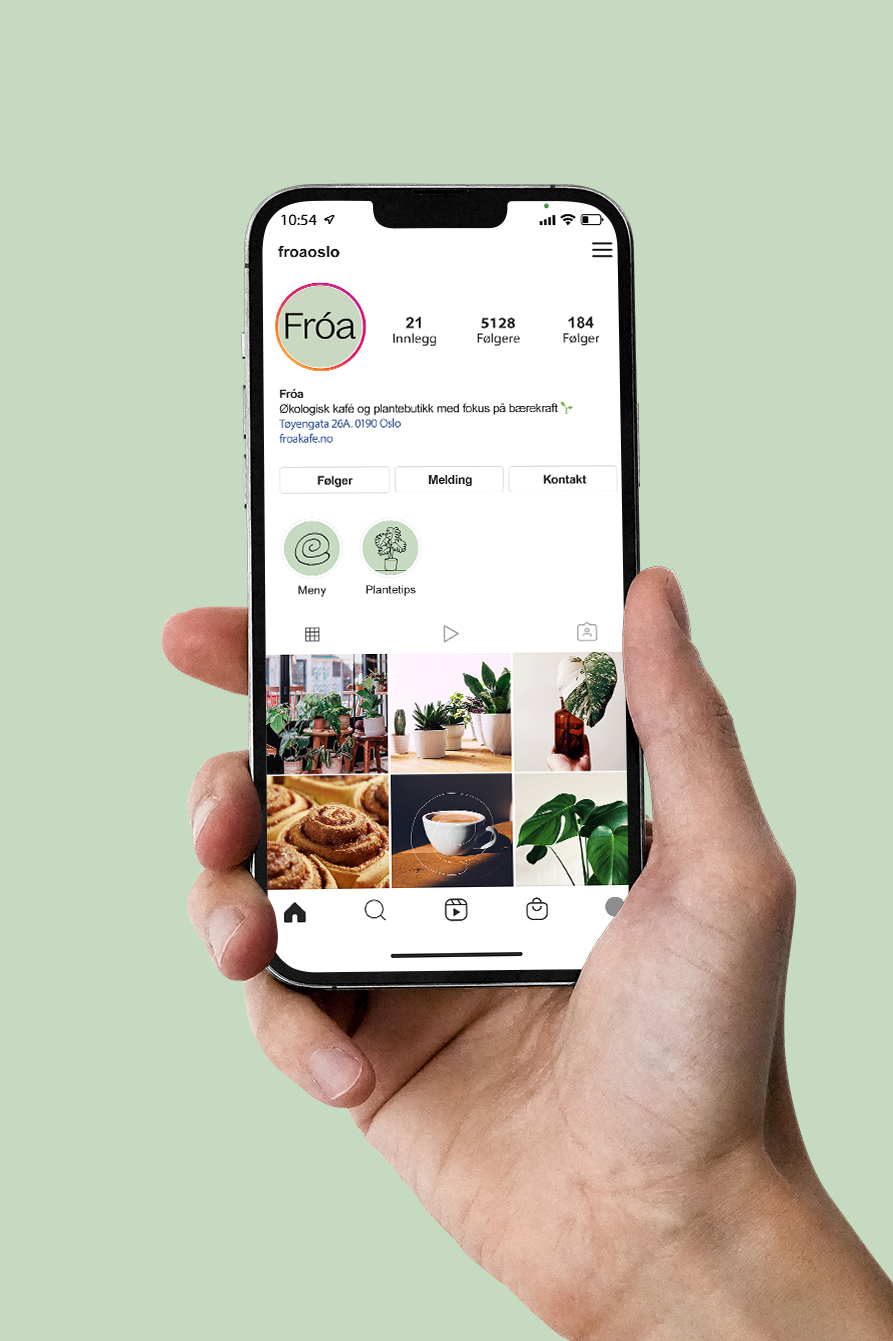 10:54
froaoslo
Fróa
21 5128 184
Innlegg Følgere Følger
Fróa
Økologisk kafé og plantebutikk med fokus på bærekraft
Tøyengata 26A. 0190 Oslo
froakafe.no
Følger Melding Kontakt
Meny Plantetips